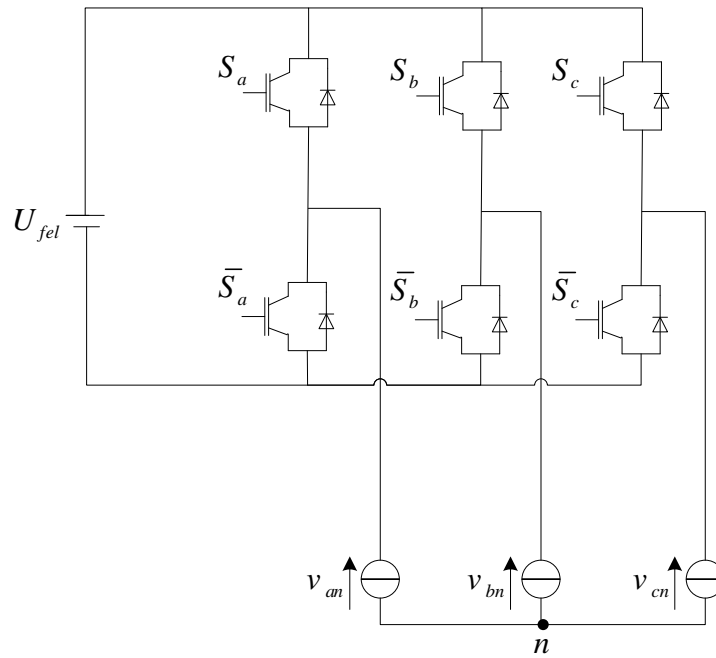 S_a
S_b
S_c
U_fel
S̄_a
S̄_b
S̄_c
v_an
v_bn
v_cn
n